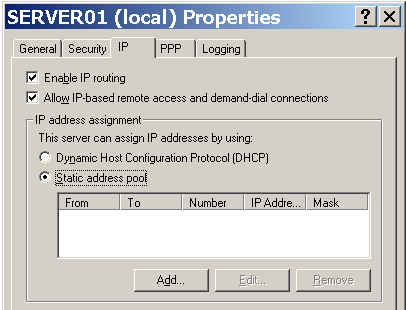 SERVER01 (local) Properties
General Security IP PPP Logging
Enable IP routing
Allow IP-based remote access and demand-dial connections
IP address assignment
This server can assign IP addresses by using:
Dynamic Host Configuration Protocol (DHCP)
Static address pool
From To Number IP Addre... Mask
Add... Edit... Remove